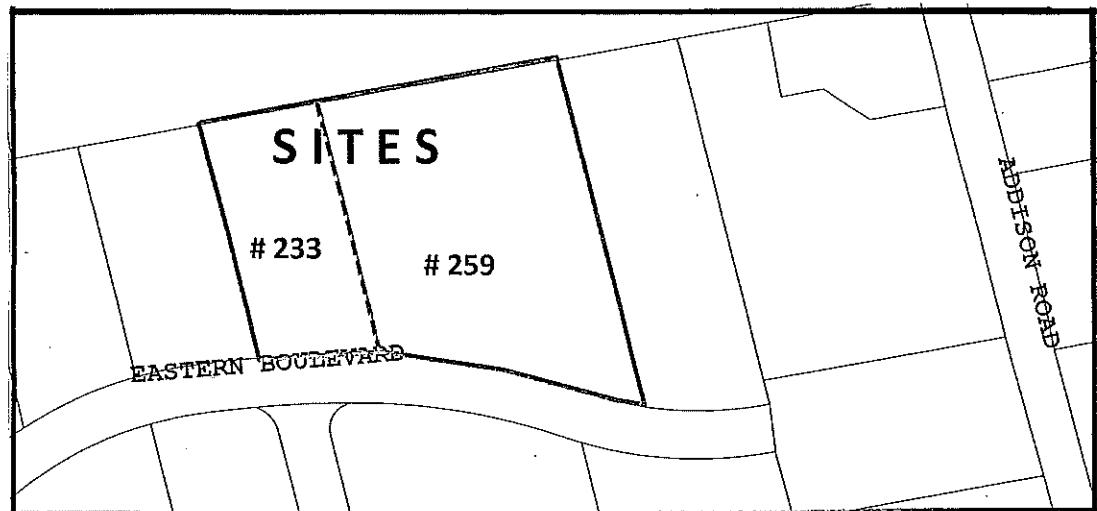 SITES
# 233
# 259
EASTERN BOULEVARD
ADDISON ROAD